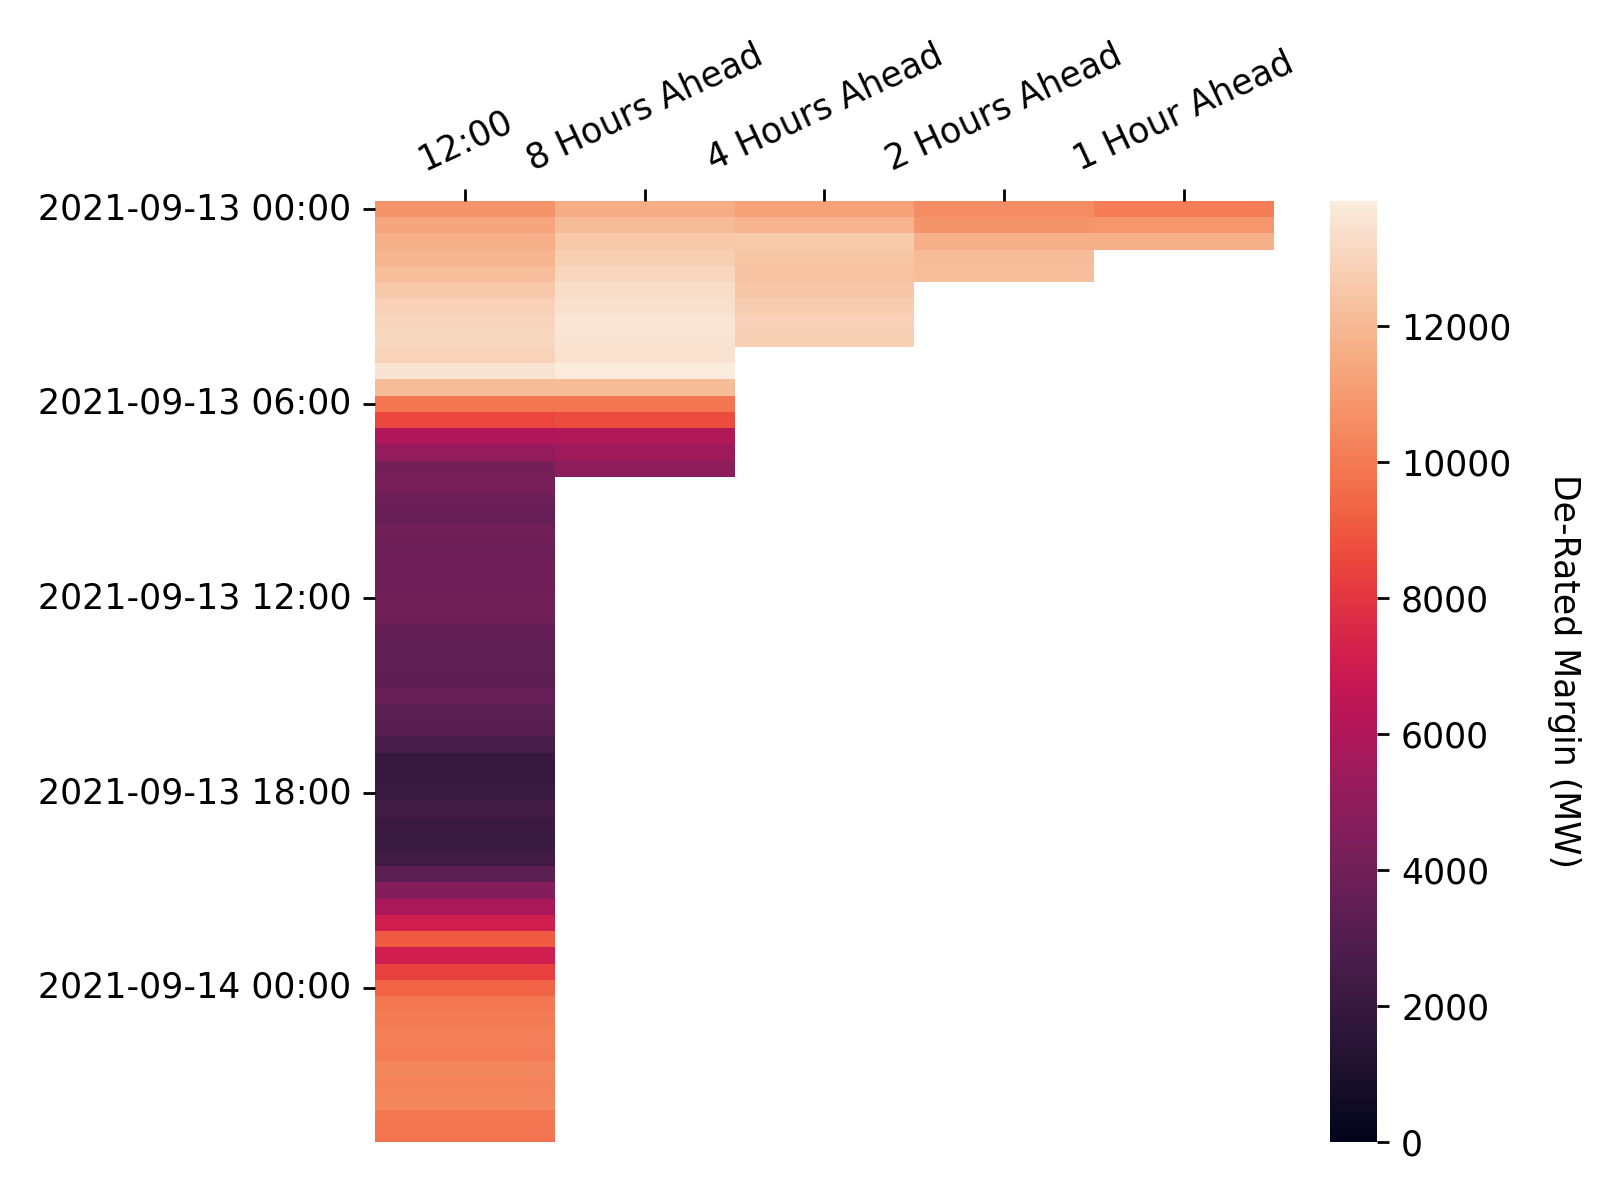 12:00
8 Hours Ahead
4 Hours Ahead
2 Hours Ahead
1 Hour Ahead
2021-09-13 00:00
2021-09-13 06:00
2021-09-13 12:00
2021-09-13 18:00
2021-09-14 00:00
12000
10000
8000
6000
4000
2000
0
De-Rated Margin (MW)